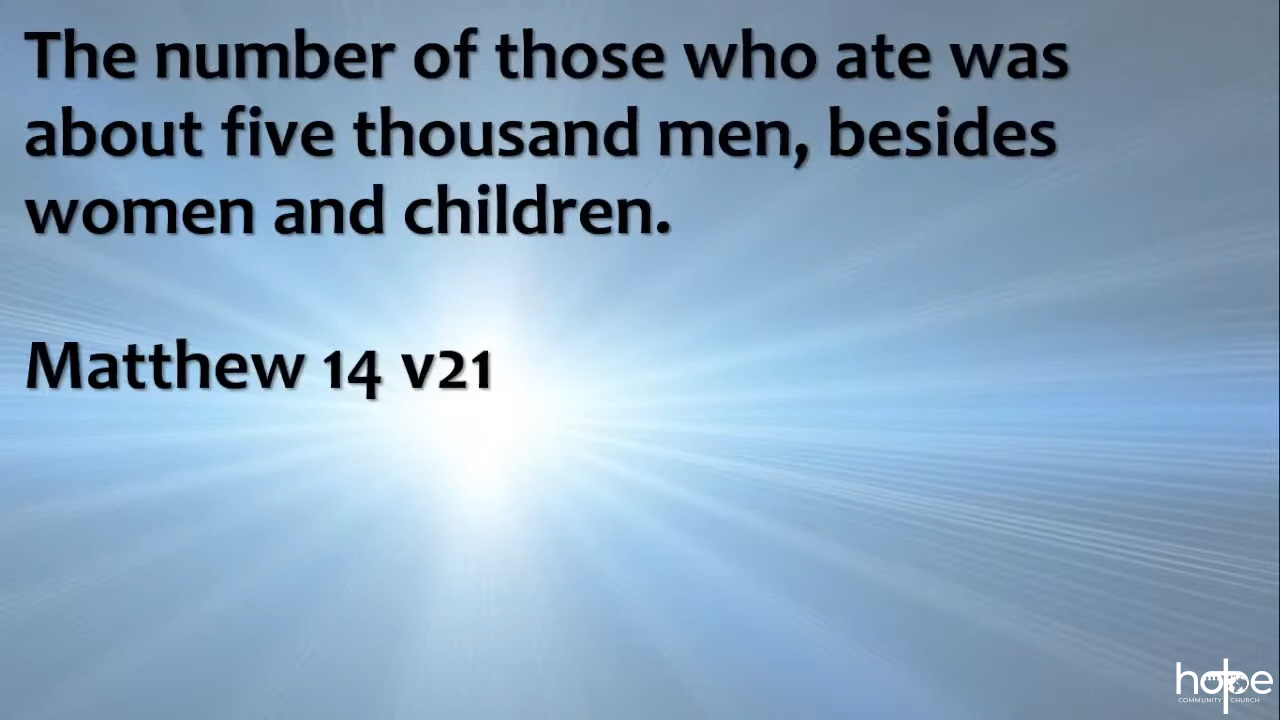 The number of those who ate was
about five thousand men, besides
women and children.
Matthew 14 v21
hope
COMMUNITY CHURCH